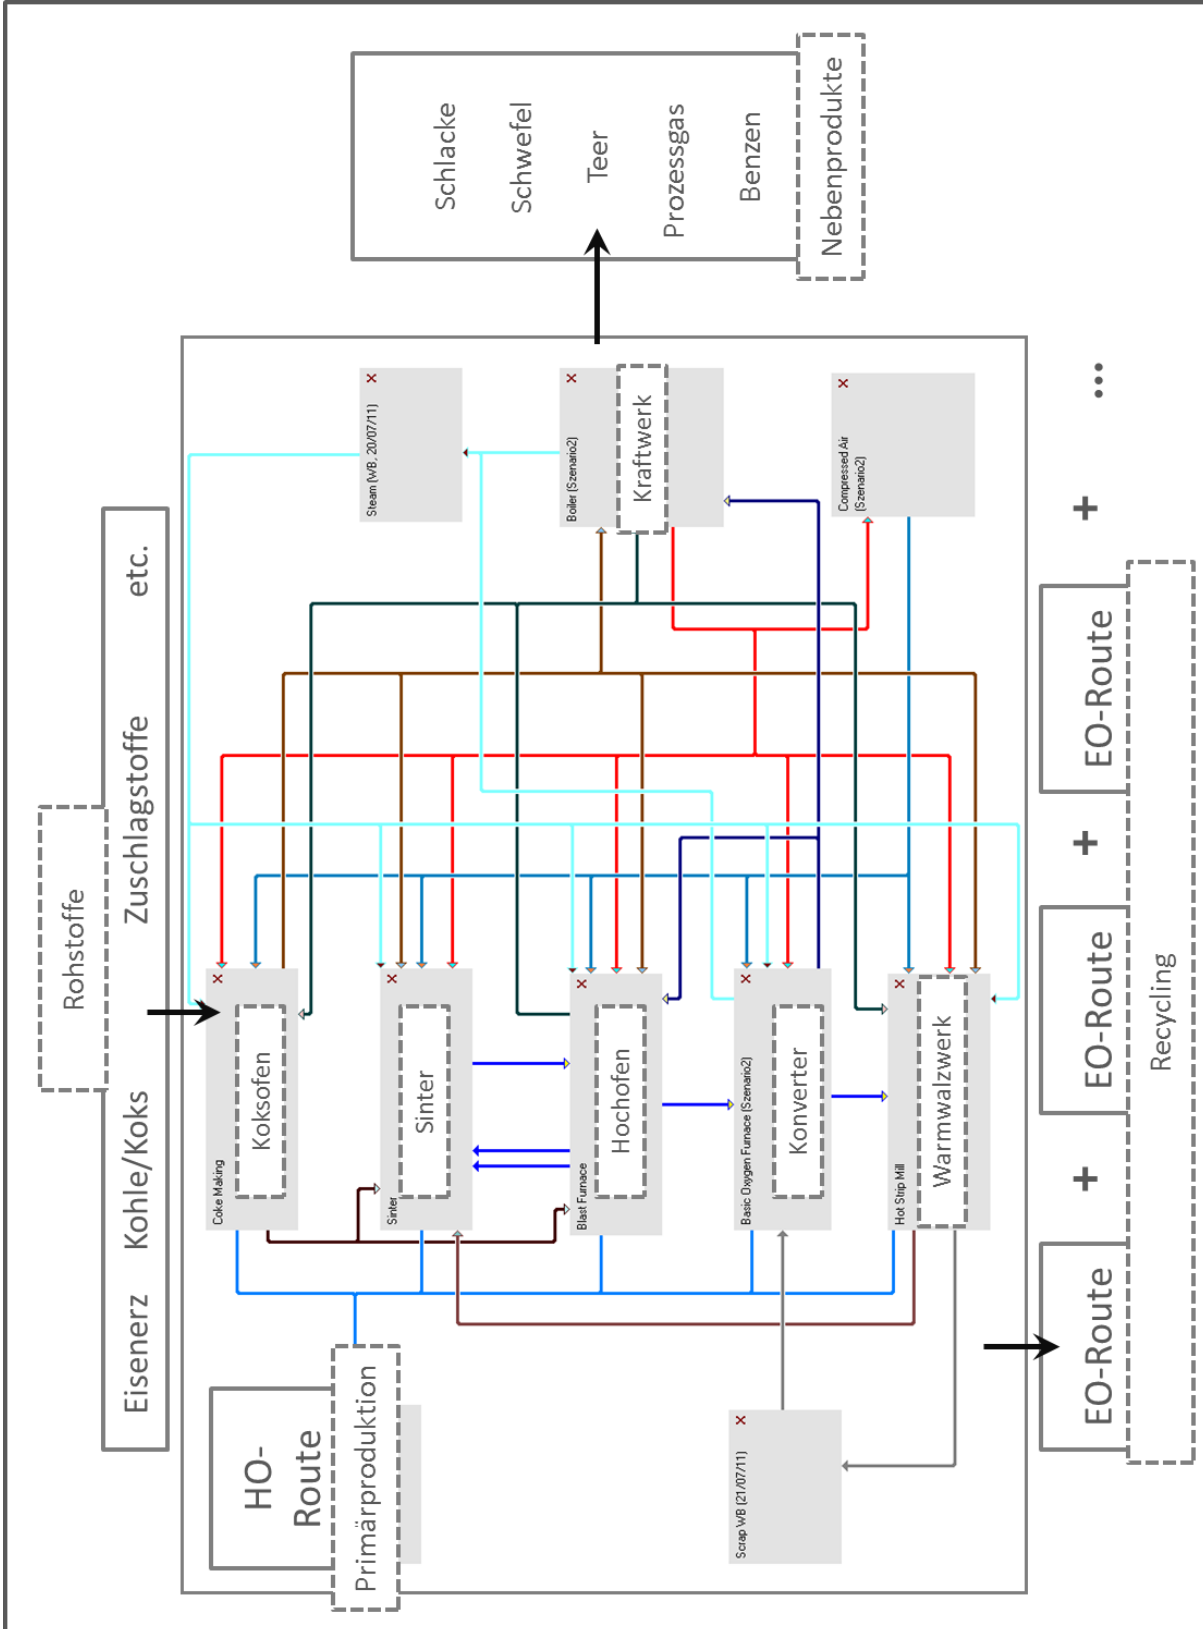 Rohstoffe
Eisenerz Kohle/Koks Zuschlagstoffe etc.
HO-
Route
Primärproduktion
Coke Making
X
Koksofen
Sinter
X
Sinter
Blast Furnace
X
Hochofen
Basic Oxygen Furnace (Szenario2)
X
Konverter
Hot Strip Mill
X
Warmwalzwerk
Scrap WB (21/07/11)
X
Steam (WB, 20/07/11)
X
Boiler (Szenario2)
X
Kraftwerk
Compressed Air
(Szenario2)
X
Schlacke
Schwefel
Teer
Prozessgas
Benzen
Nebenprodukte
EO-Route + EO-Route + EO-Route + ...
Recycling